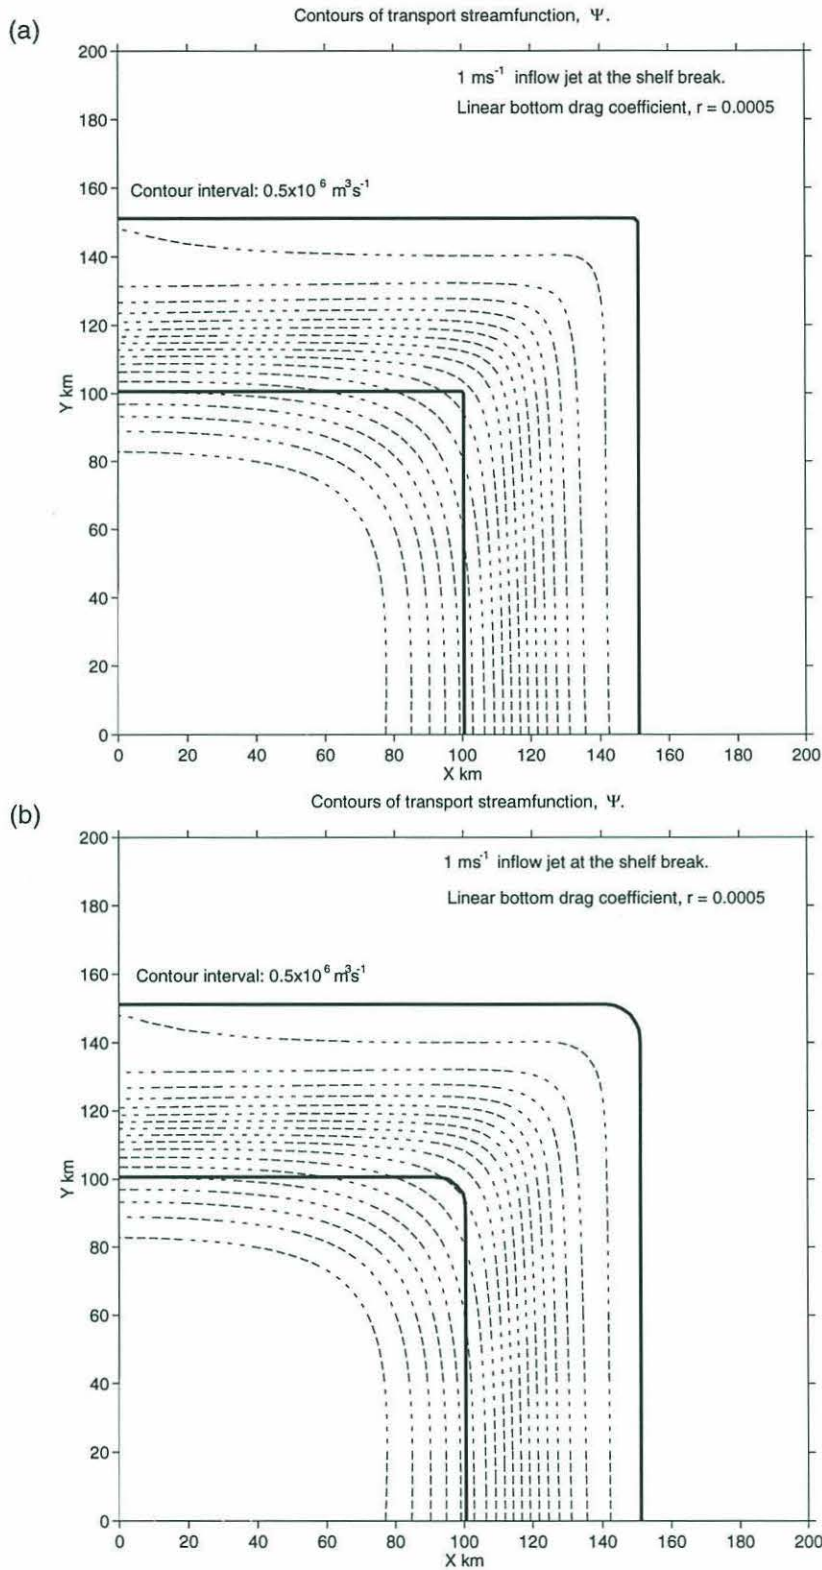 (a)
Contours of transport streamfunction, Ψ.
1 ms⁻¹ inflow jet at the shelf break.
Linear bottom drag coefficient, r = 0.0005
Contour interval: 0.5x10⁶ m³s⁻¹
200
180
160
140
120
100
80
60
40
20
0
Y km
0 20 40 60 80 100 120 140 160 180 200
X km
(b)
Contours of transport streamfunction, Ψ.
1 ms⁻¹ inflow jet at the shelf break.
Linear bottom drag coefficient, r = 0.0005
Contour interval: 0.5x10⁶ m³s⁻¹
200
180
160
140
120
100
80
60
40
20
0
Y km
0 20 40 60 80 100 120 140 160 180 200
X km